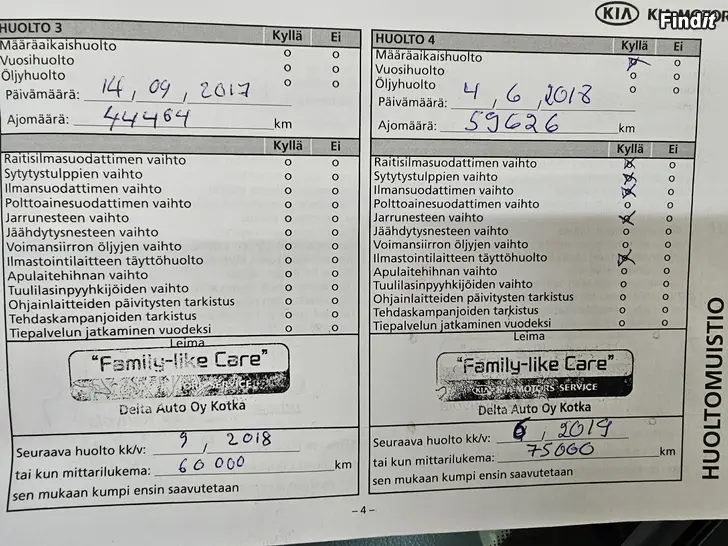 KIA KIA MOTORS
Findit
HUOLTO 3
Kyllä Ei
Määräaikaishuolto o o
Vuosihuolto o o
Öljyhuolto o o
Päivämäärä: 14, 09, 2017
Ajomäärä: 44464 km
Kyllä Ei
Raitisilmasuodattimen vaihto o o
Sytytystulppien vaihto o o
Ilmansuodattimen vaihto o o
Polttoainesuodattimen vaihto o o
Jarrunesteen vaihto o o
Jäähdytysnesteen vaihto o o
Voimansiirron öljyjen vaihto o o
Ilmastointilaitteen täyttöhuolto o o
Apulaitehihnan vaihto o o
Tuulilasinpyyhkijöiden vaihto o o
Ohjainlaitteiden päivitysten tarkistus o o
Tehdaskampanjoiden tarkistus o o
Tiepalvelun jatkaminen vuodeksi o o
Leima
"Family-like Care"
SERVICE
Delta Auto Oy Kotka
Seuraava huolto kk/v: 9, 2018
tai kun mittarilukema: 60 000 km
sen mukaan kumpi ensin saavutetaan
HUOLTO 4
Kyllä Ei
Määräaikaishuolto x o
Vuosihuolto o o
Öljyhuolto o o
Päivämäärä: 4, 6, 2018
Ajomäärä: 59626 km
Kyllä Ei
Raitisilmasuodattimen vaihto x o
Sytytystulppien vaihto x o
Ilmansuodattimen vaihto x o
Polttoainesuodattimen vaihto o o
Jarrunesteen vaihto x o
Jäähdytysnesteen vaihto o o
Voimansiirron öljyjen vaihto o o
Ilmastointilaitteen täyttöhuolto x o
Apulaitehihnan vaihto o o
Tuulilasinpyyhkijöiden vaihto o o
Ohjainlaitteiden päivitysten tarkistus o o
Tehdaskampanjoiden tarkistus o o
Tiepalvelun jatkaminen vuodeksi o o
Leima
"Family-like Care"
KIA KIA MOTORS SERVICE
Delta Auto Oy Kotka
Seuraava huolto kk/v: 6, 2019
tai kun mittarilukema: 75000 km
sen mukaan kumpi ensin saavutetaan
HUOLTOMUISTIO
– 4 –